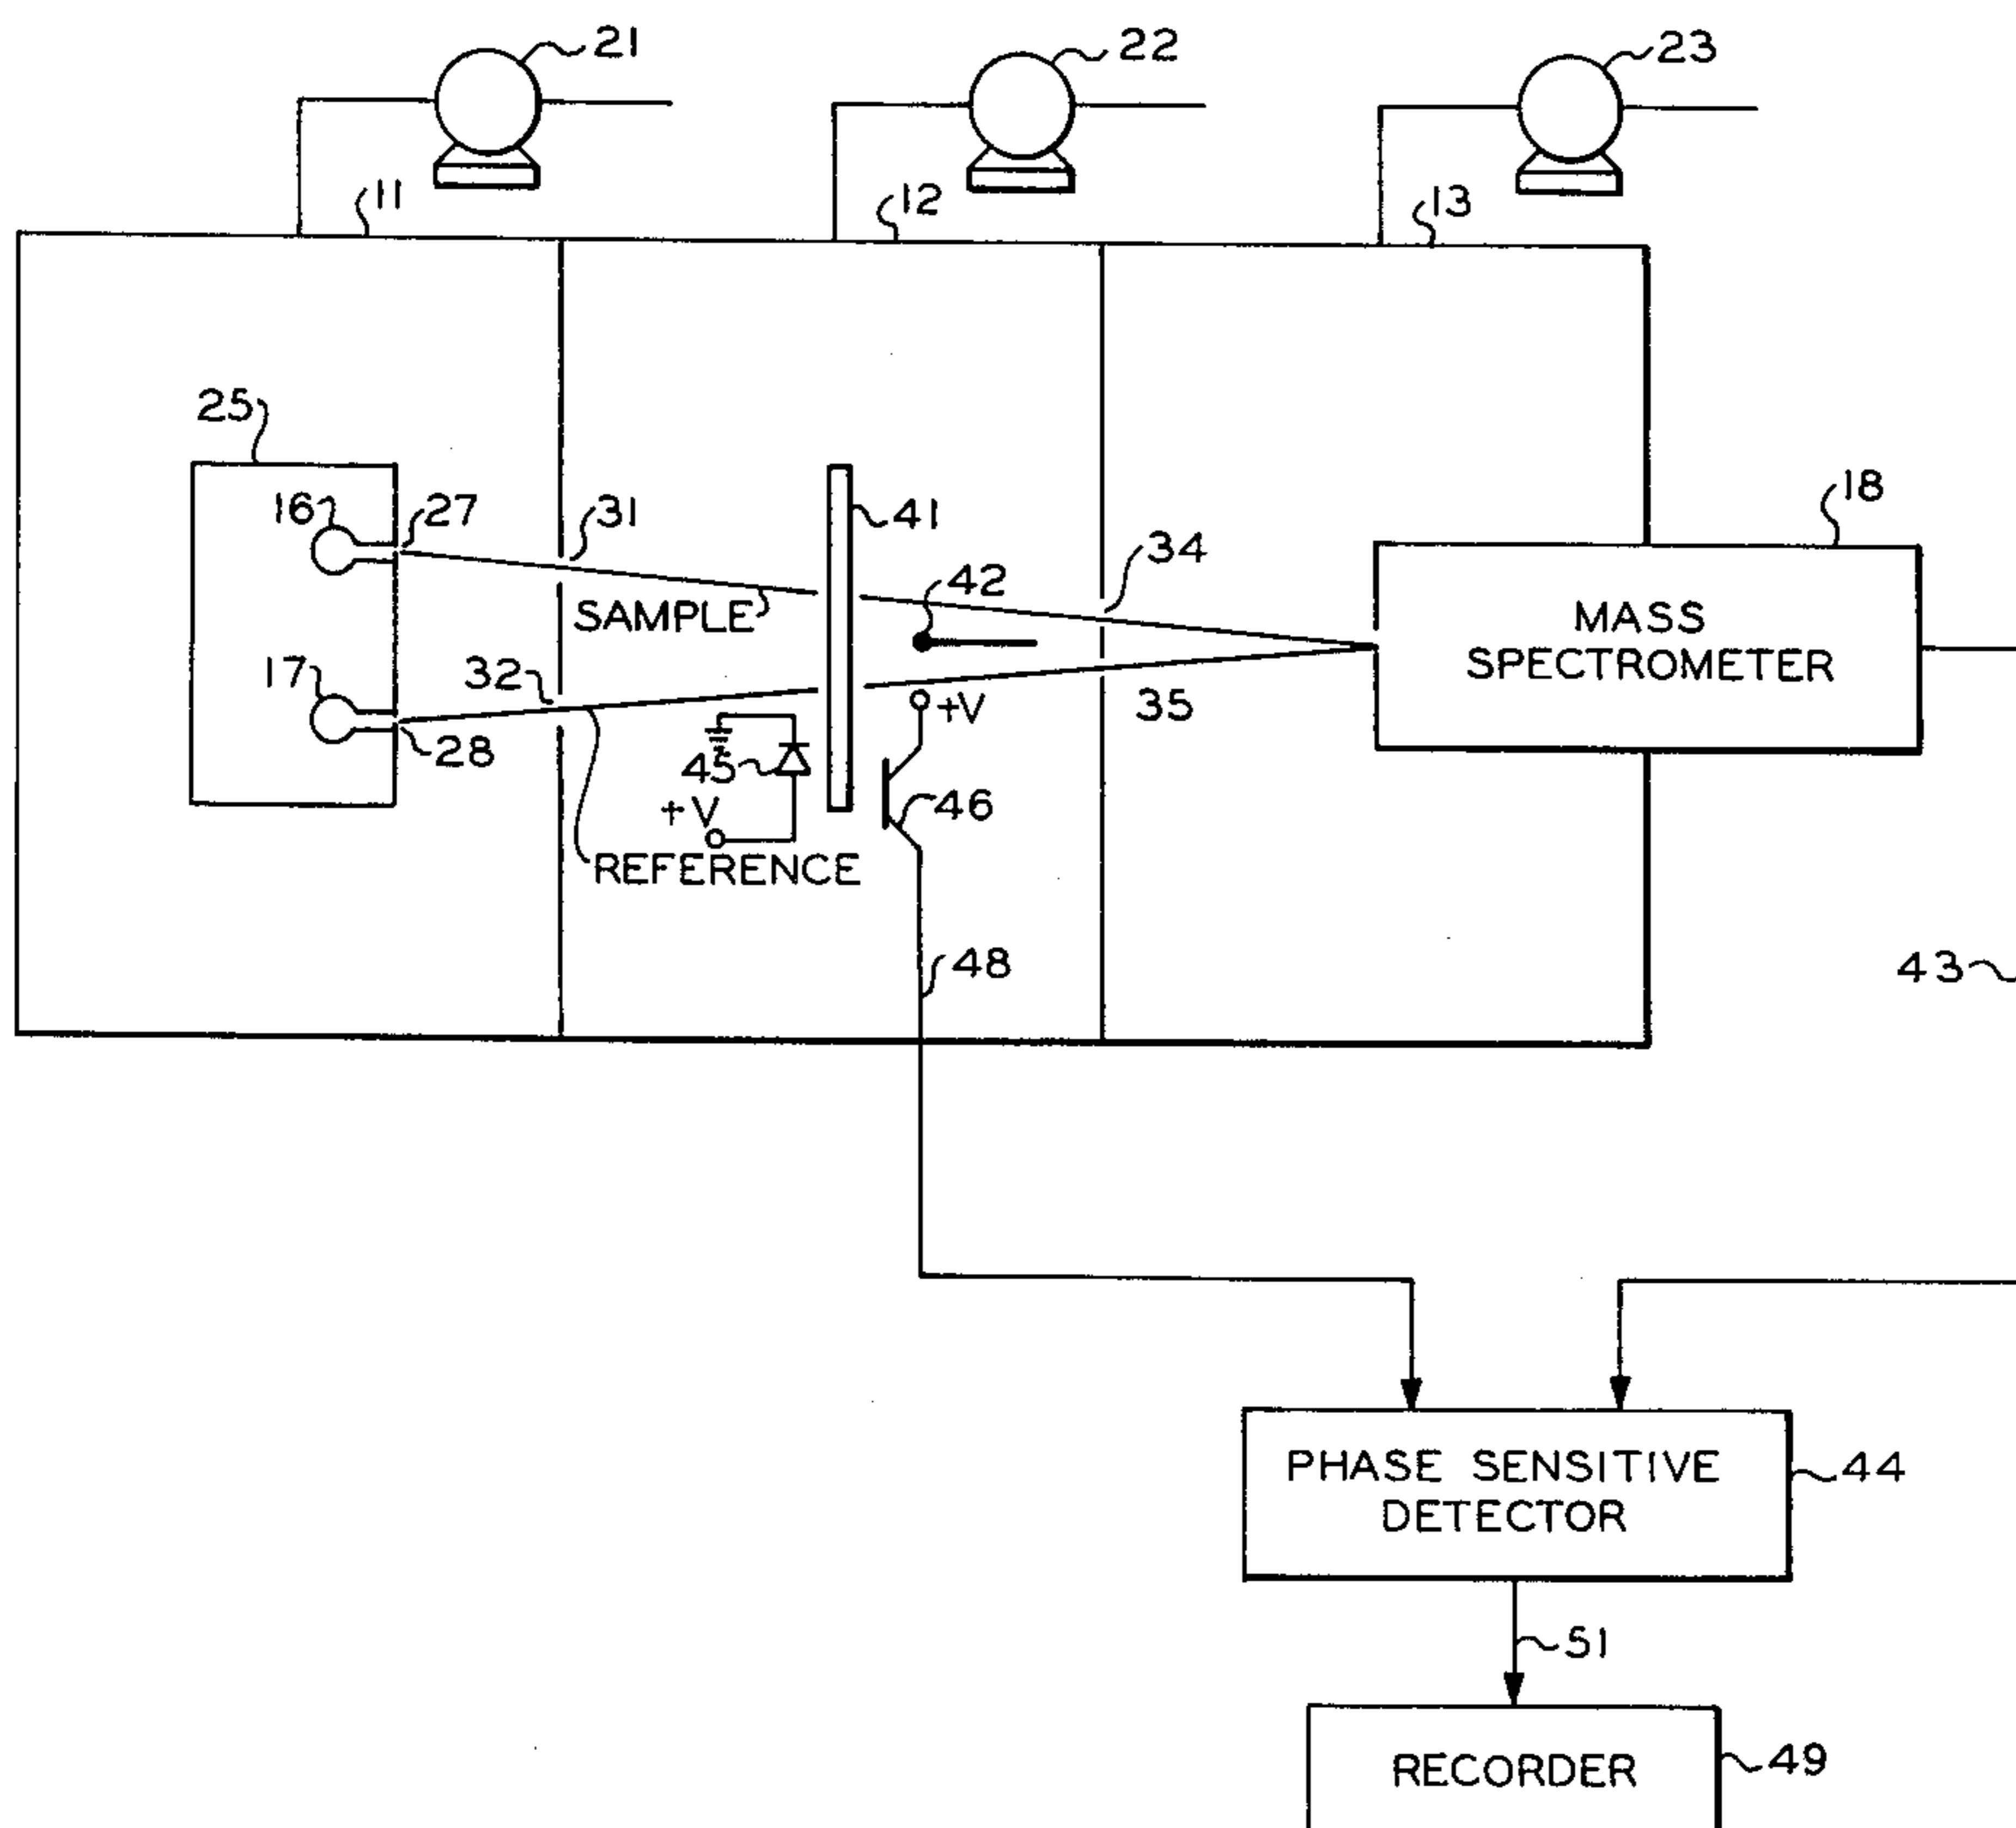 21
22
23
11
12
13
25
16
27
31
41
34
18
SAMPLE
42
MASS
SPECTROMETER
17
32
28
+V
35
45
+V
46
REFERENCE
48
43
PHASE SENSITIVE
DETECTOR
44
51
RECORDER
49